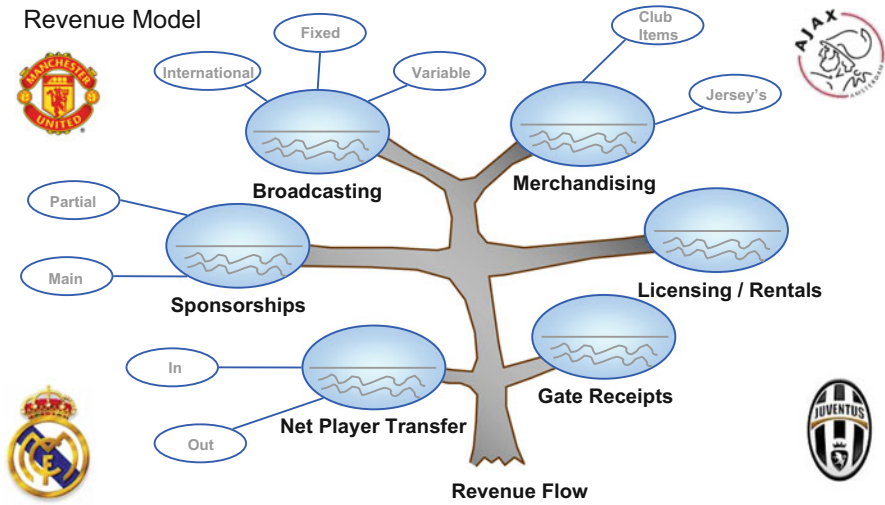 Revenue Model
MANCHESTER
UNITED
Fixed
International
Variable
Broadcasting
Club
Items
Jersey's
Merchandising
AJAX
AMSTERDAM
Partial
Main
Sponsorships
Licensing / Rentals
In
Out
Net Player Transfer
Gate Receipts
JUVENTUS
Revenue Flow